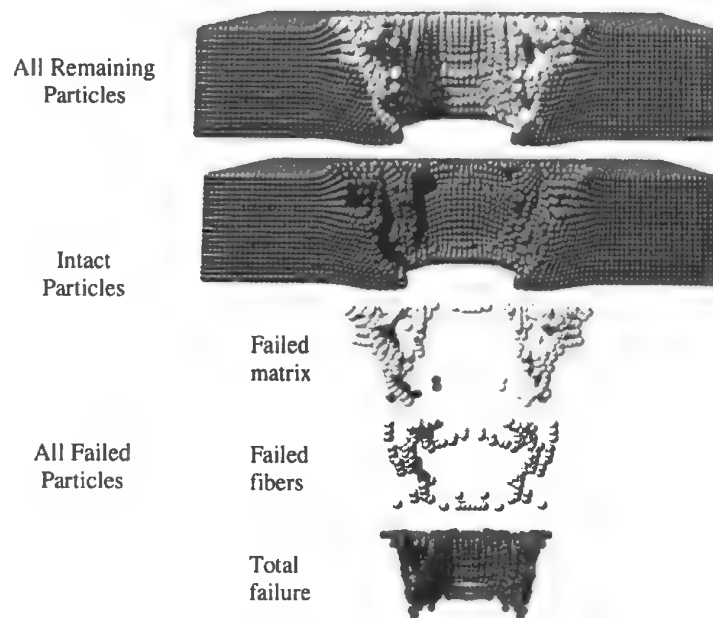 All Remaining
Particles
Intact
Particles
Failed
matrix
All Failed
Particles
Failed
fibers
Total
failure